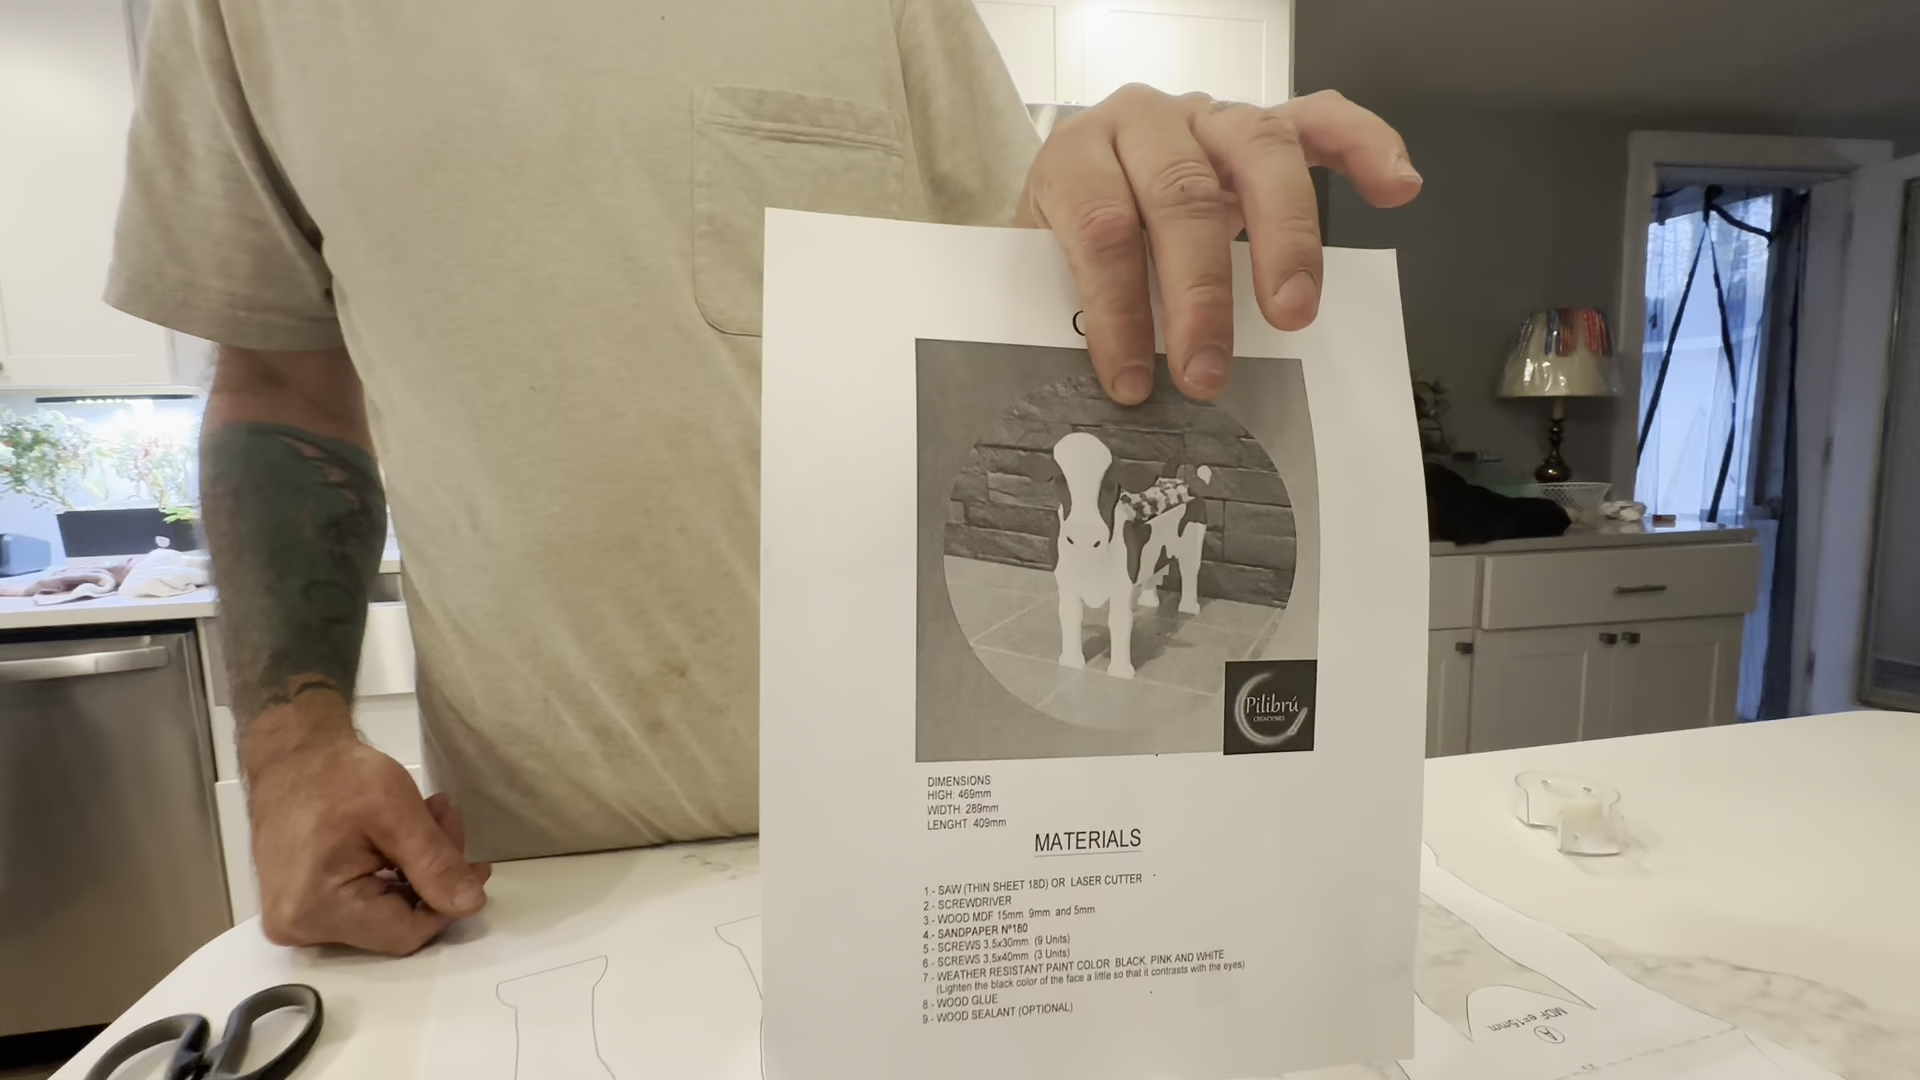 Pilibrú
CREACIONES
DIMENSIONS
HIGH: 469mm
WIDTH: 289mm
LENGHT: 409mm
MATERIALS
1.- SAW (THIN SHEET 18D) OR LASER CUTTER
2.- SCREWDRIVER
3.- WOOD MDF 15mm. 9mm. and 5mm
4.- SANDPAPER Nº180
5.- SCREWS 3.5x30mm. (9 Units)
6.- SCREWS 3.5x40mm. (3 Units)
7.- WEATHER RESISTANT PAINT COLOR BLACK, PINK AND WHITE
(Lighten the black color of the face a little so that it contrasts with the eyes)
8.- WOOD GLUE
9.- WOOD SEALANT (OPTIONAL)
A
MDF e=15mm